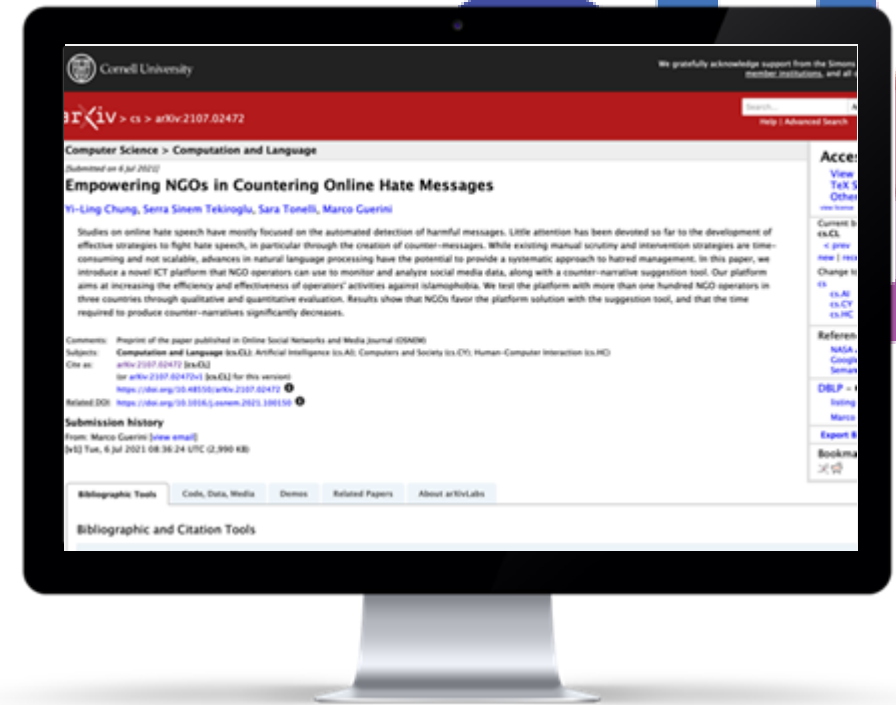 Cornell University
We gratefully acknowledge support from the Simons
member institutions, and all
arXiv > cs > arXiv:2107.02472
Search...
Help | Advanced Search
Computer Science > Computation and Language
[Submitted on 6 Jul 2021]
Empowering NGOs in Countering Online Hate Messages
Yi-Ling Chung, Serra Sinem Tekiroglu, Sara Tonelli, Marco Guerini
Studies on online hate speech have mostly focused on the automated detection of harmful messages. Little attention has been devoted so far to the development of
effective strategies to fight hate speech, in particular through the creation of counter-messages. While existing manual scrutiny and intervention strategies are time-
consuming and not scalable, advances in natural language processing have the potential to provide a systematic approach to hatred management. In this paper, we
introduce a novel ICT platform that NGO operators can use to monitor and analyze social media data, along with a counter-narrative suggestion tool. Our platform
aims at increasing the efficiency and effectiveness of operators' activities against islamophobia. We test the platform with more than one hundred NGO operators in
three countries through qualitative and quantitative evaluation. Results show that NGOs favor the platform solution with the suggestion tool, and that the time
required to produce counter-narratives significantly decreases.
Comments: Preprint of the paper published in Online Social Networks and Media Journal (OSNEM)
Subjects: Computation and Language (cs.CL); Artificial Intelligence (cs.AI); Computers and Society (cs.CY); Human-Computer Interaction (cs.HC)
Cite as: arXiv:2107.02472 [cs.CL]
(or arXiv:2107.02472v1 [cs.CL] for this version)
https://doi.org/10.48550/arXiv.2107.02472
Related DOI: https://doi.org/10.1016/j.osnem.2021.100150
Submission history
From: Marco Guerini [view email]
[v1] Tue, 6 Jul 2021 08:36:24 UTC (2,990 KB)
Bibliographic Tools Code, Data, Media Demos Related Papers About arXivLabs
Bibliographic and Citation Tools
Acces
View
TeX S
Other
view license
Current b
cs.CL
< prev
new | rece
Change to
cs
cs.AI
cs.CY
cs.HC
Referen
NASA
Google
Seman
DBLP -
listing
Marco
Export B
Bookma